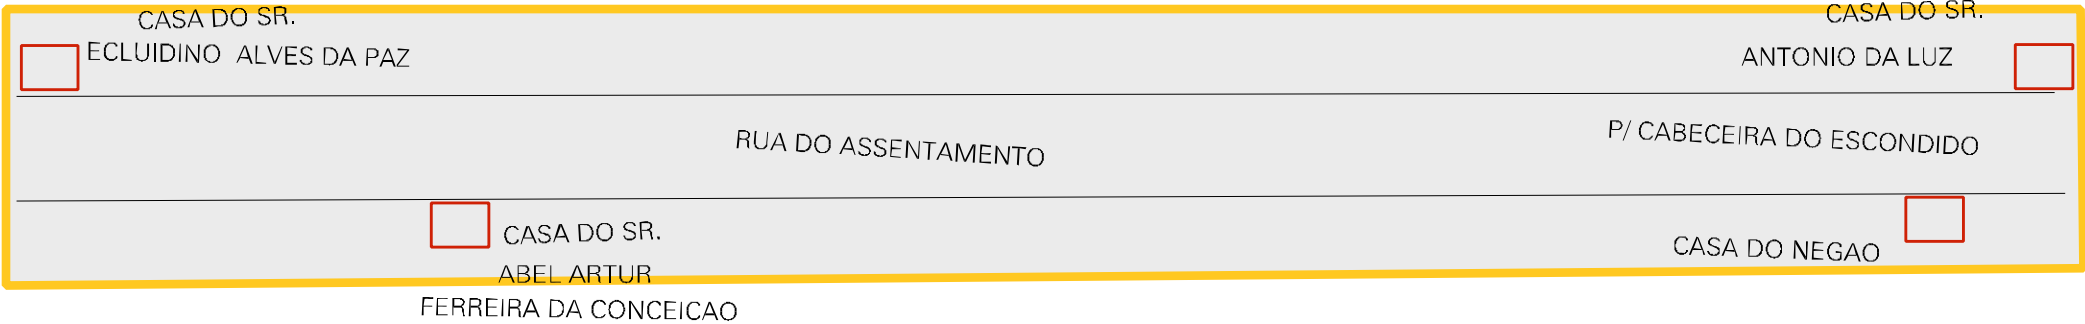 CASA DO SR.
ECLUIDINO ALVES DA PAZ
CASA DO SR.
ANTONIO DA LUZ
RUA DO ASSENTAMENTO
P/ CABECEIRA DO ESCONDIDO
CASA DO SR.
ABEL ARTUR
FERREIRA DA CONCEICAO
CASA DO NEGAO